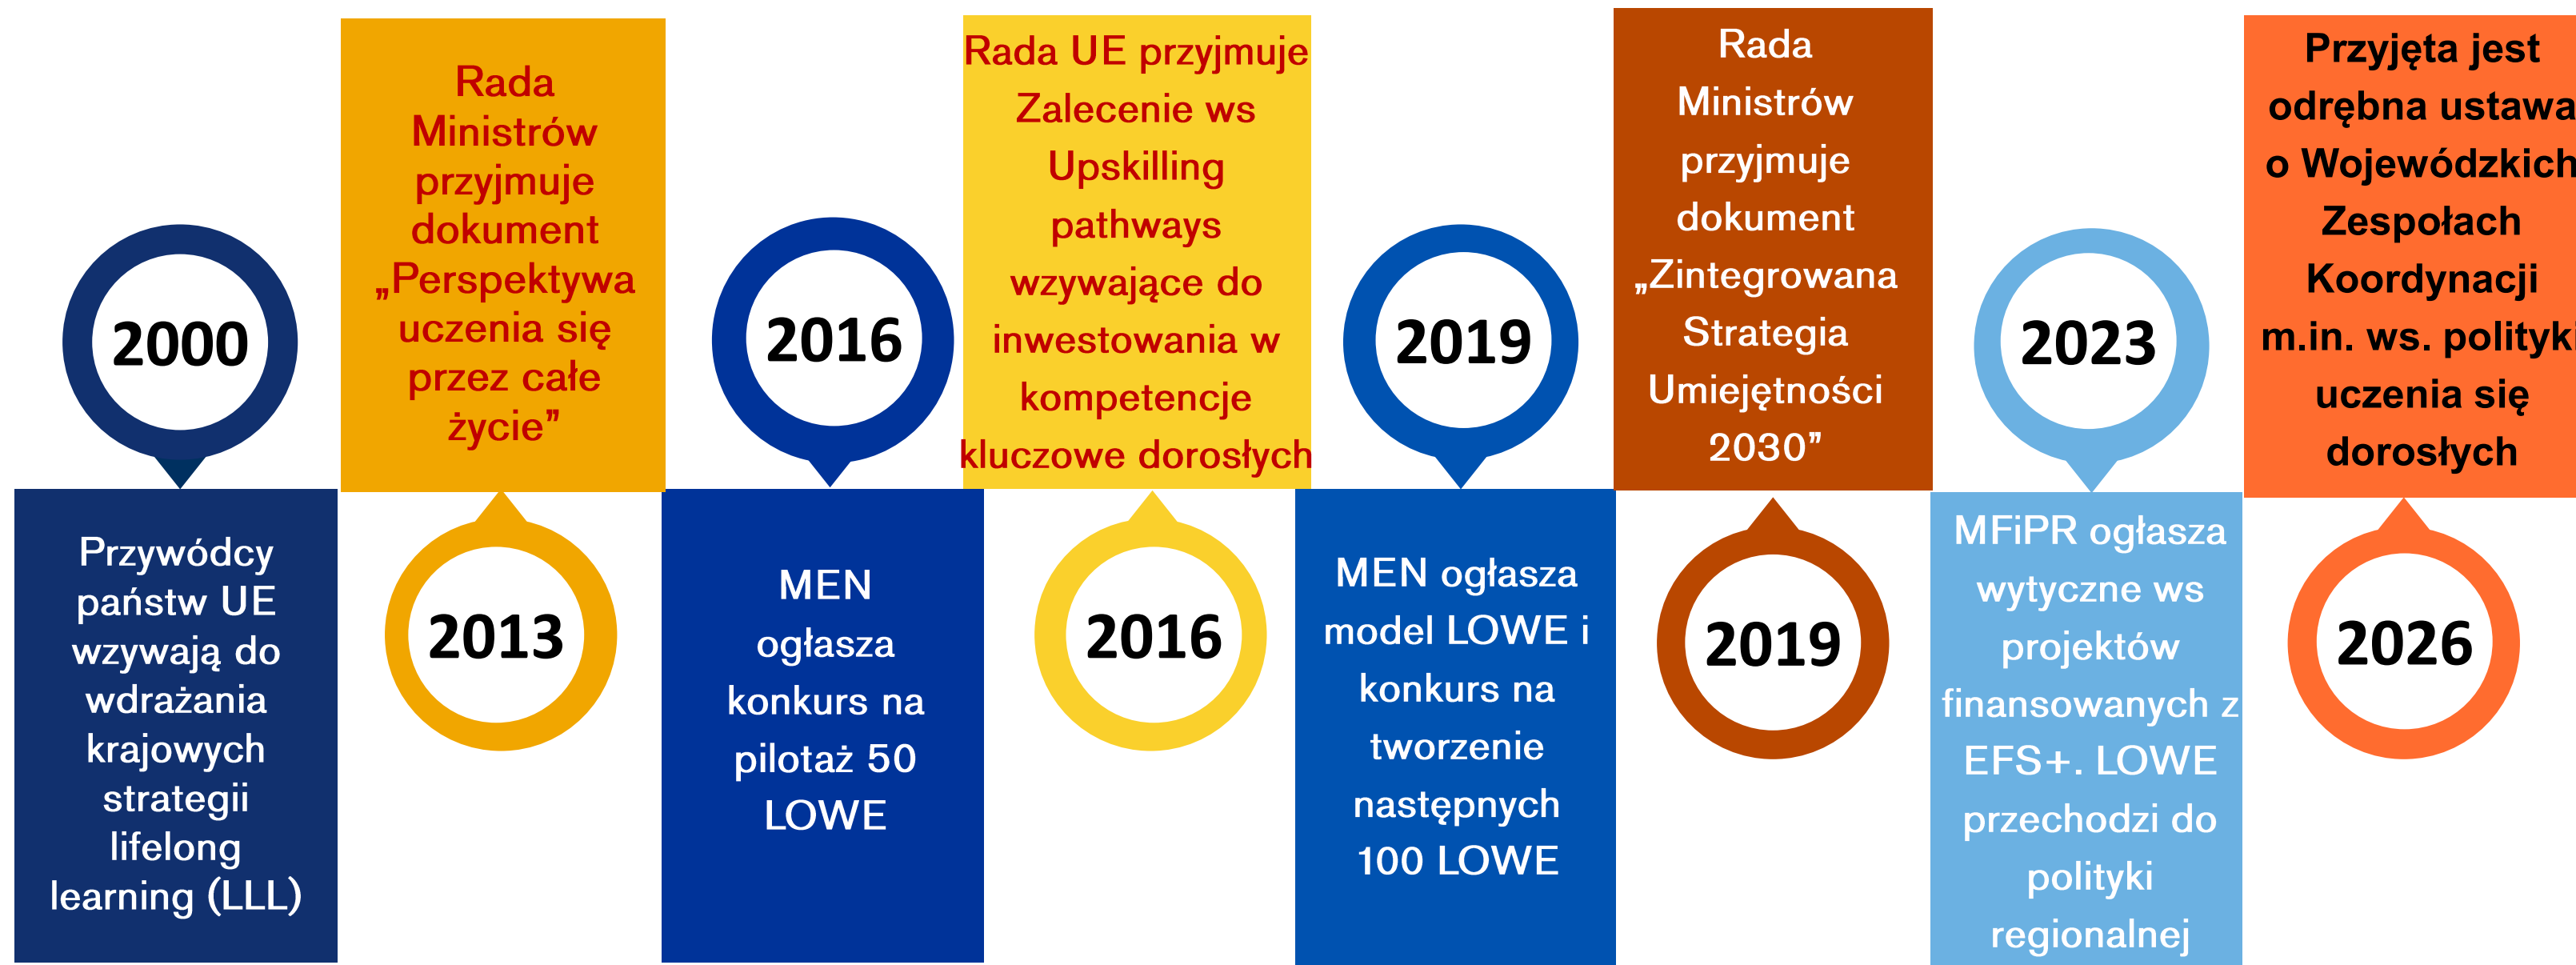 2000
Przywódcy
państw UE
wzywają do
wdrażania
krajowych
strategii
lifelong
learning (LLL)
Rada
Ministrów
przyjmuje
dokument
„Perspektywa
uczenia się
przez całe
życie”
2013
2016
MEN
ogłasza
konkurs na
pilotaż 50
LOWE
Rada UE przyjmuje
Zalecenie ws
Upskilling
pathways
wzywające do
inwestowania w
kompetencje
kluczowe dorosłych
2016
2019
MEN ogłasza
model LOWE i
konkurs na
tworzenie
następnych
100 LOWE
Rada
Ministrów
przyjmuje
dokument
„Zintegrowana
Strategia
Umiejętności
2030”
2019
2023
MFiPR ogłasza
wytyczne ws
projektów
finansowanych z
EFS+. LOWE
przechodzi do
polityki
regionalnej
Przyjęta jest
odrębna ustawa
o Wojewódzkich
Zespołach
Koordynacji
m.in. ws. polityki
uczenia się
dorosłych
2026